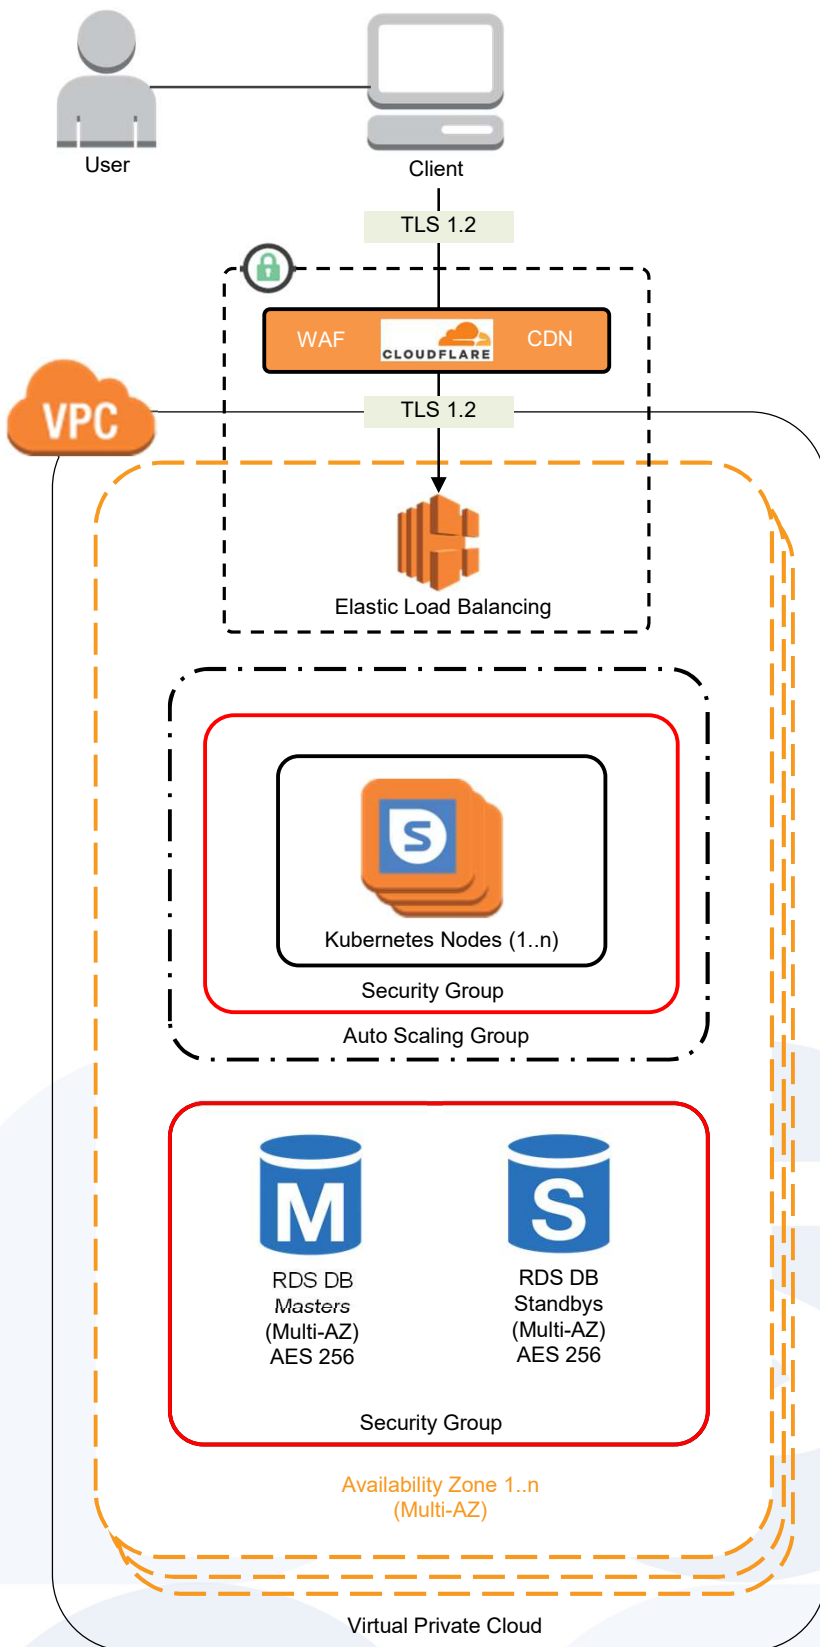 User
Client
TLS 1.2
WAF
CLOUDFLARE
CDN
TLS 1.2
VPC
Elastic Load Balancing
S
Kubernetes Nodes (1..n)
Security Group
Auto Scaling Group
M
S
RDS DB
Masters
(Multi-AZ)
AES 256
RDS DB
Standbys
(Multi-AZ)
AES 256
Security Group
Availability Zone 1..n
(Multi-AZ)
Virtual Private Cloud